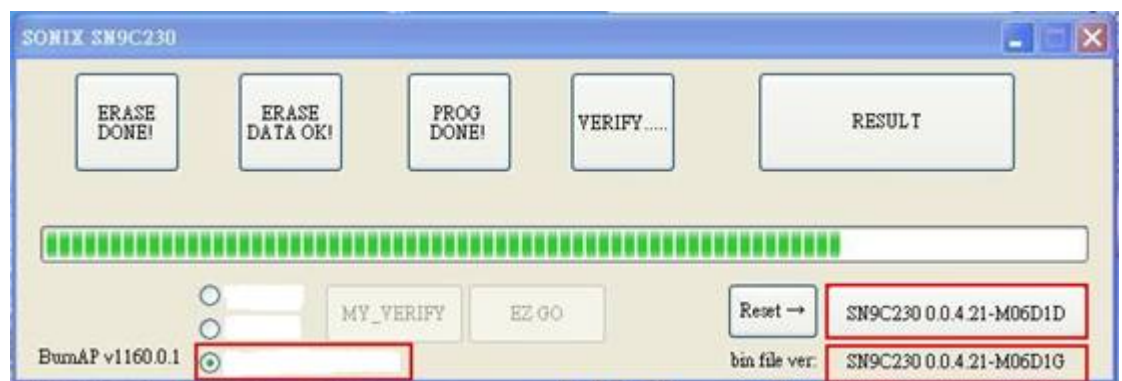 SONIX SN9C230
ERASE
DONE!
ERASE
DATA OK!
PROG
DONE!
VERIFY.....
RESULT
MY_VERIFY
EZ GO
Reset →
SN9C230 0.0.4.21-M06D1D
BurnAP v1160.0.1
bin file ver:
SN9C230 0.0.4.21-M06D1G